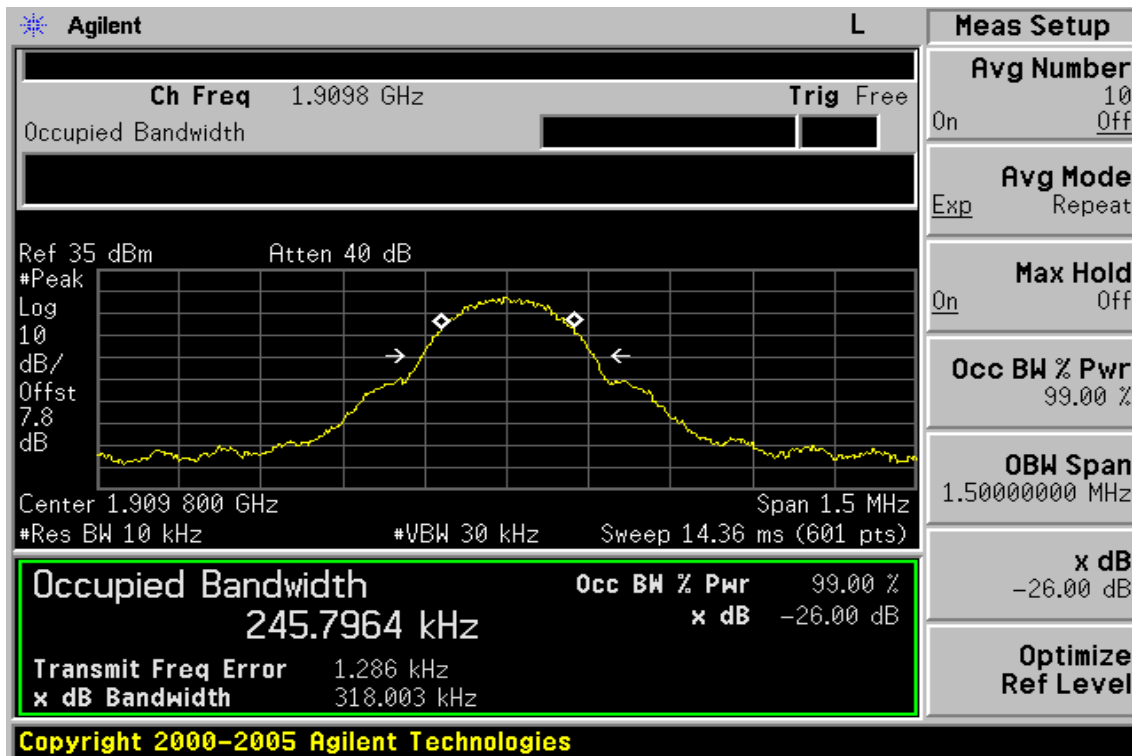 Agilent L
Ch Freq 1.9098 GHz Trig Free
Occupied Bandwidth
Ref 35 dBm Atten 40 dB
#Peak
Log
10
dB/
Offst
7.8
dB
Center 1.909 800 GHz Span 1.5 MHz
#Res BW 10 kHz #VBW 30 kHz Sweep 14.36 ms (601 pts)
Occupied Bandwidth
245.7964 kHz
Occ BW % Pwr 99.00 %
x dB -26.00 dB
Transmit Freq Error 1.286 kHz
x dB Bandwidth 318.003 kHz
Meas Setup
Avg Number
10
On Off
Avg Mode
Exp Repeat
Max Hold
On Off
Occ BW % Pwr
99.00 %
OBW Span
1.50000000 MHz
x dB
-26.00 dB
Optimize
Ref Level
Copyright 2000-2005 Agilent Technologies